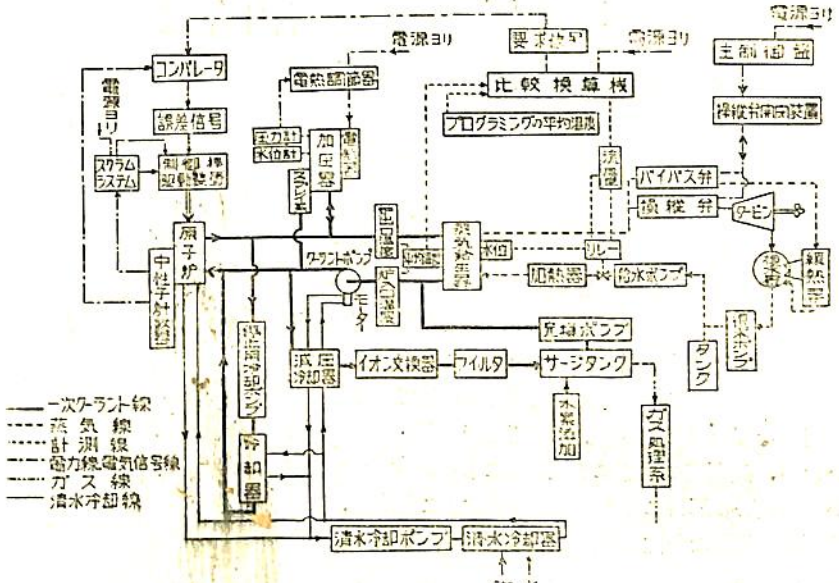 電源ヨリ
電源ヨリ
電源ヨリ
コンパレータ
電熱調節器
比較検算機
主制御盤
電源ヨリ
誤差信号
圧力計
水位計
加圧器
プログラミングの平均温度
操縦弁開閉装置
スクラム
システム
制御棒
駆動装置
スプレイ系
流量
バイパス弁
操縦弁
タービン
原子炉
中性子計数器
出口温度
平均温度
蒸気発生器
水位
リレー
クーラントポンプ
モーター
炉入口温度
加熱器
給水ポンプ
復水器
復水ポンプ
タンク
充填ポンプ
減圧
冷却器
イオン交換器
フィルタ
サージタンク
水素添加
ガス処理系
冷却器
一次クーラント線
蒸気線
計測線
電力線,電気信号線
ガス線
清水冷却線
清水冷却ポンプ
清水冷却器